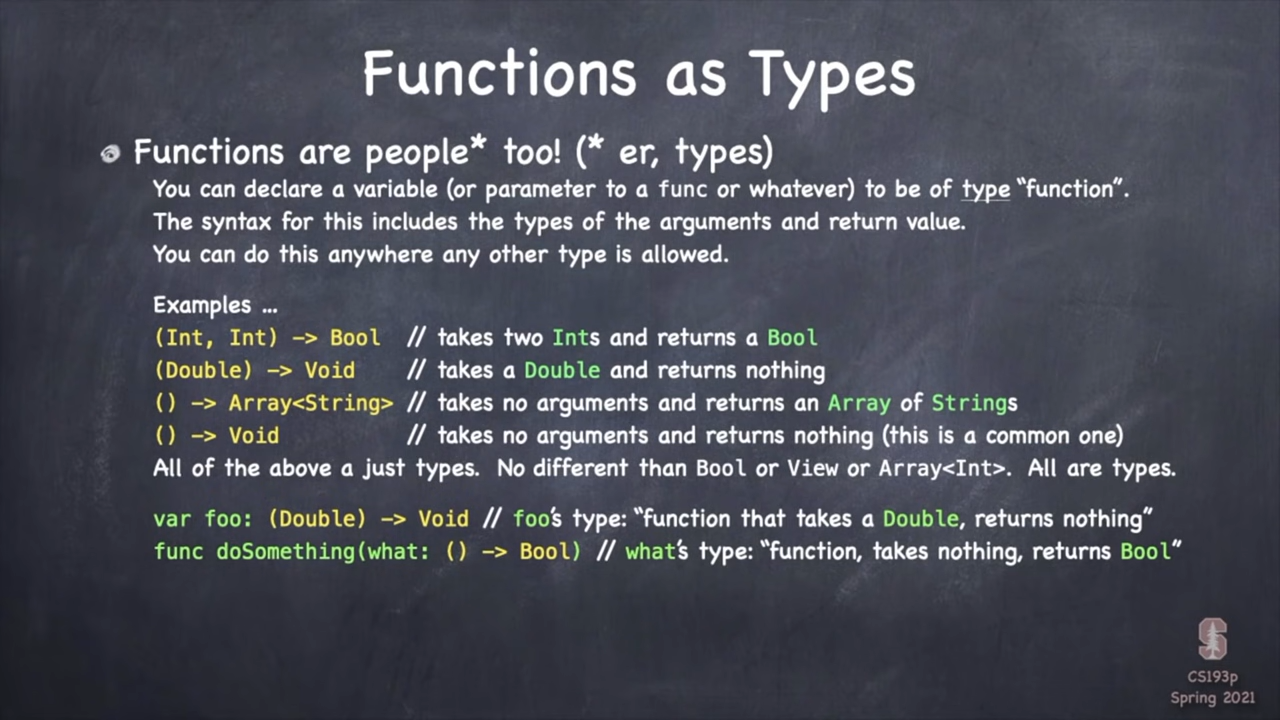 Functions as Types
Functions are people* too! (* er, types)
You can declare a variable (or parameter to a func or whatever) to be of type “function”.
The syntax for this includes the types of the arguments and return value.
You can do this anywhere any other type is allowed.
Examples ...
(Int, Int) -> Bool // takes two Ints and returns a Bool
(Double) -> Void // takes a Double and returns nothing
() -> Array<String> // takes no arguments and returns an Array of Strings
() -> Void // takes no arguments and returns nothing (this is a common one)
All of the above a just types. No different than Bool or View or Array<Int>. All are types.
var foo: (Double) -> Void // foo’s type: “function that takes a Double, returns nothing”
func doSomething(what: () -> Bool) // what’s type: “function, takes nothing, returns Bool”
S
CS193p
Spring 2021